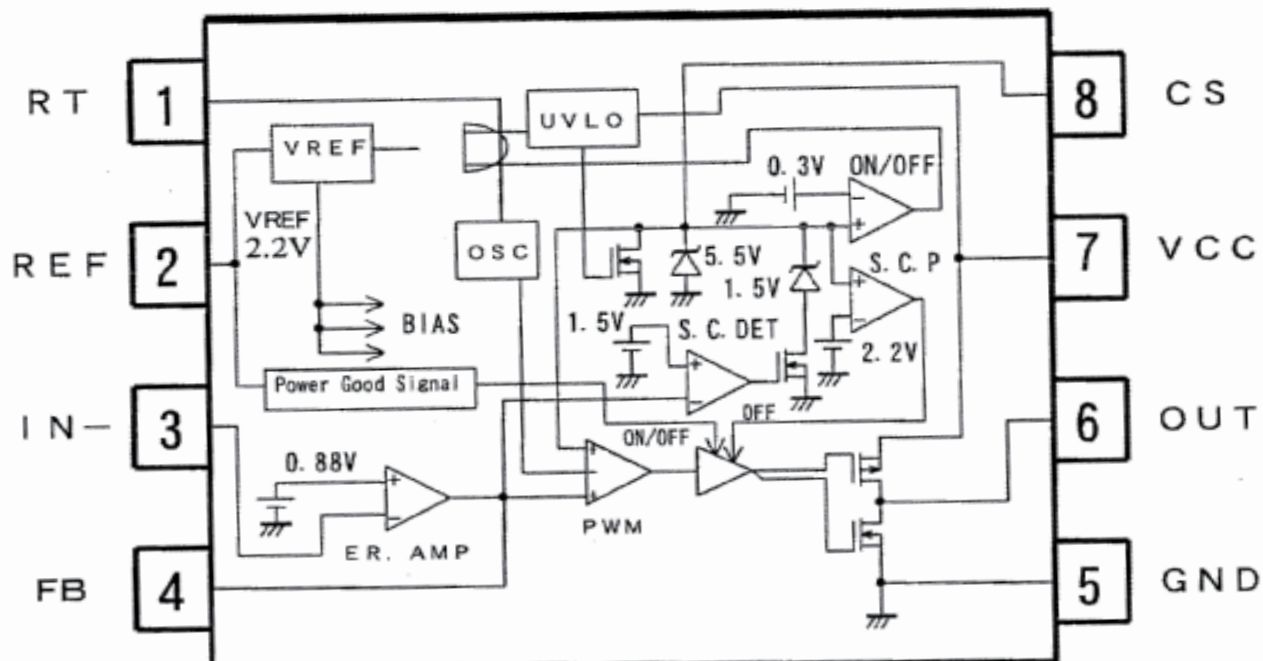 RT
1
8
CS
UVLO
VREF
0.3V
ON/OFF
VREF
2.2V
REF
2
OSC
5.5V
1.5V
S.C.P
7
VCC
BIAS
1.5V
S.C.DET
2.2V
Power Good Signal
IN−
3
ON/OFF
OFF
6
OUT
0.88V
PWM
ER. AMP
FB
4
5
GND